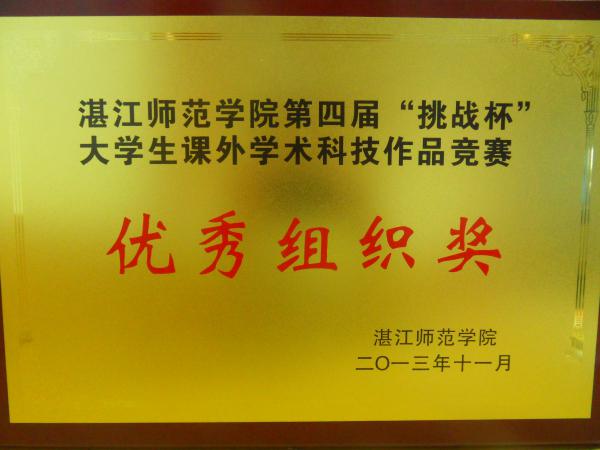 湛江师范学院第四届“挑战杯”
大学生课外学术科技作品竞赛
优秀组织奖
湛江师范学院
二〇一三年十一月